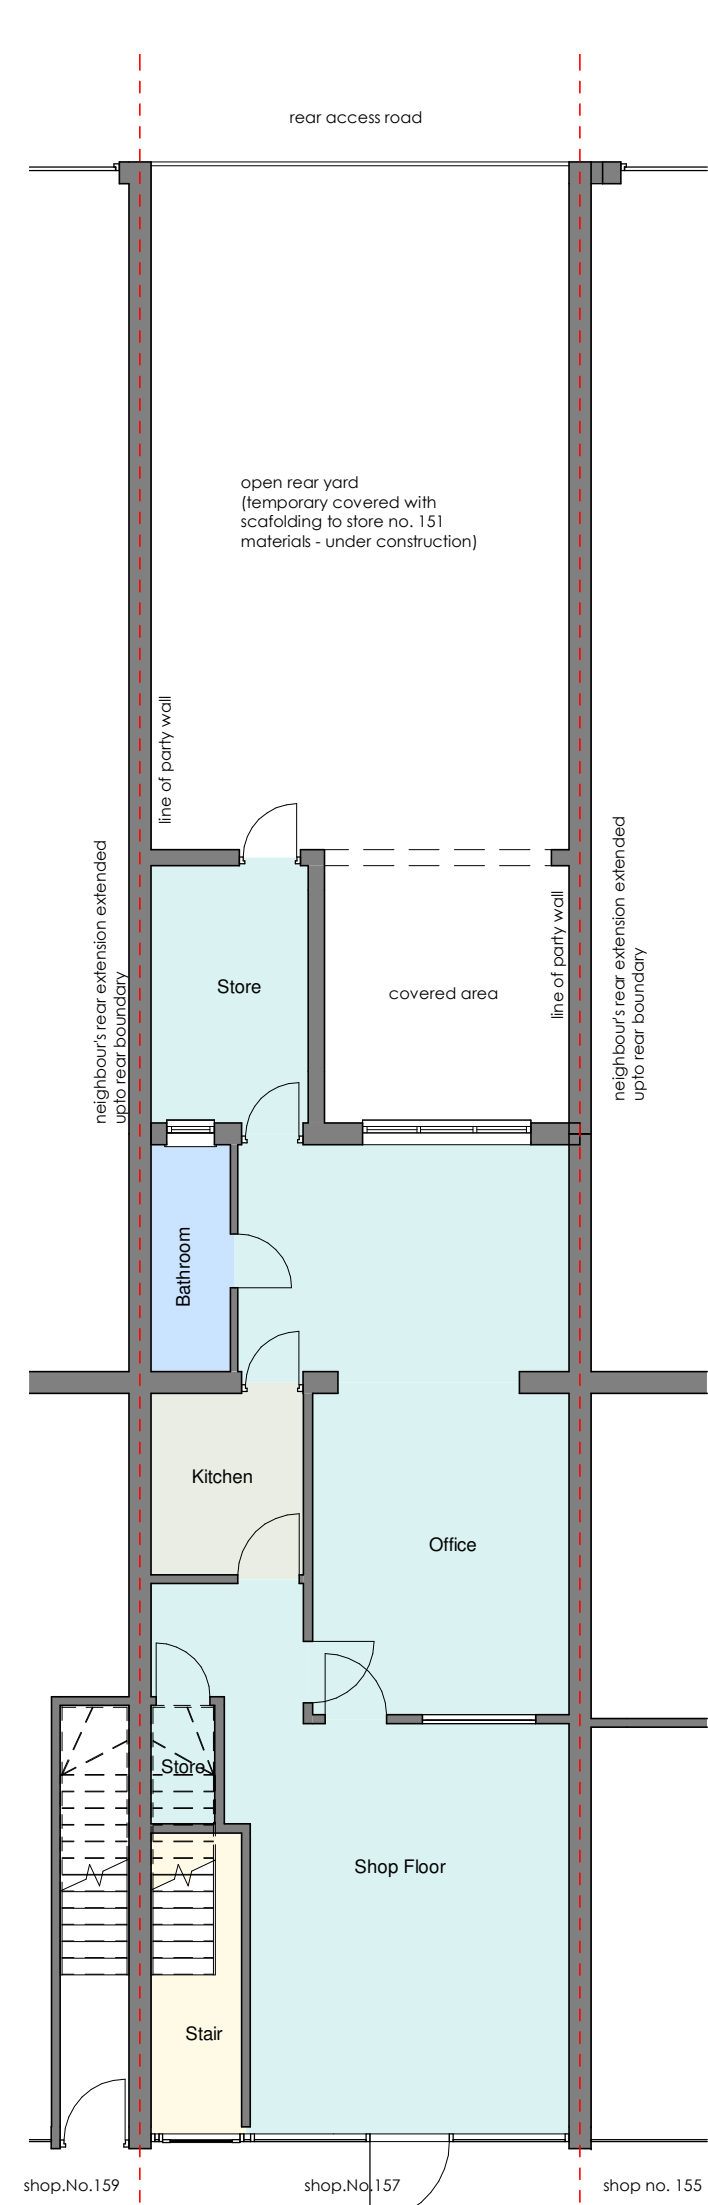 rear access road
open rear yard
(temporary covered with
scafolding to store no. 151
materials - under construction)
line of party wall
neighbour's rear extension extended
upto rear boundary
Store
covered area
line of party wall
neighbour's rear extension extended
upto rear boundary
Bathroom
Kitchen
Office
Store
Shop Floor
Stair
shop.No.159
shop.No.157
shop no. 155